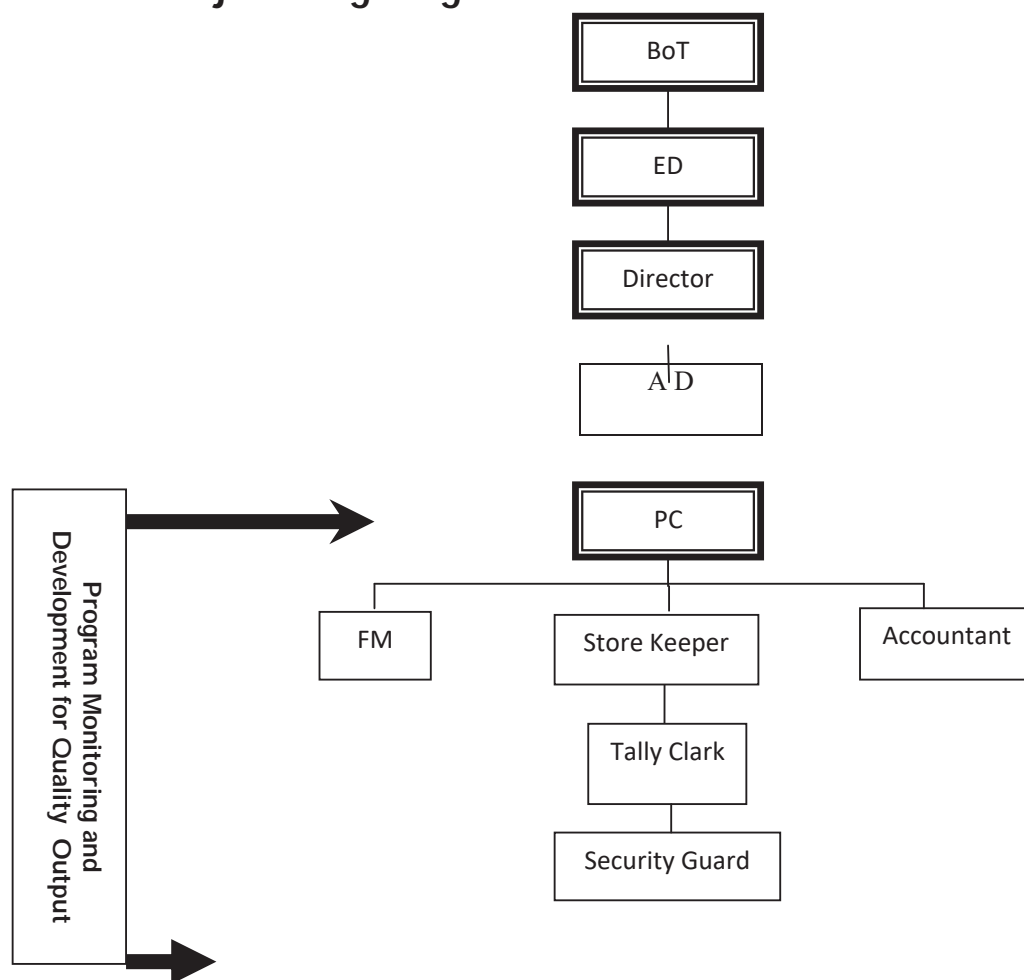 BoT
ED
Director
A D
PC
FM
Store Keeper
Accountant
Tally Clark
Security Guard
Program Monitoring and
Development for Quality Output